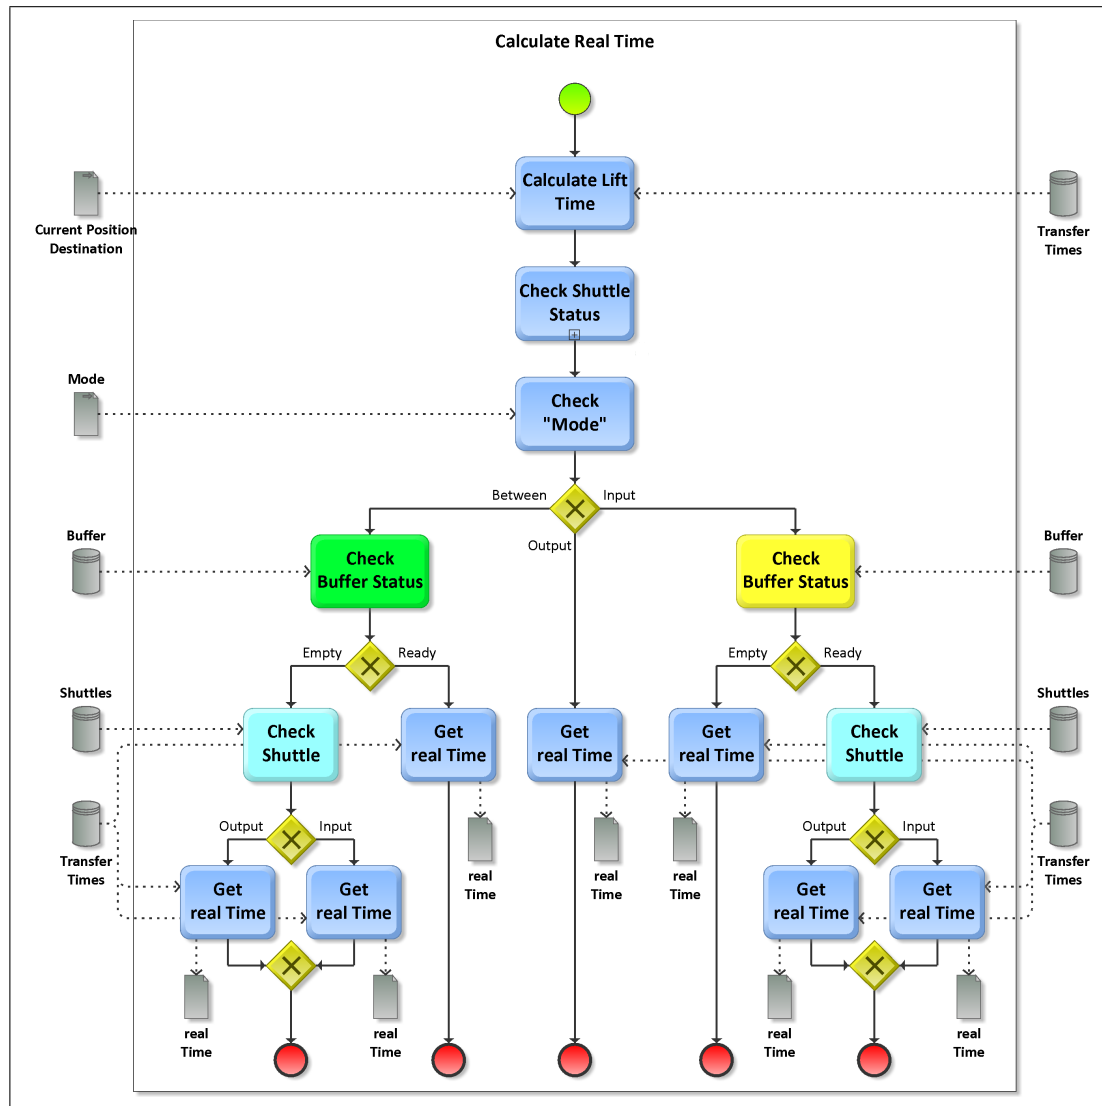 Calculate Real Time
Calculate Lift
Time
Current Position
Destination
Transfer
Times
Check Shuttle
Status
Mode
Check
"Mode"
Between
Input
Output
Buffer
Check
Buffer Status
Check
Buffer Status
Buffer
Empty
Ready
Empty
Ready
Shuttles
Check
Shuttle
Get
real Time
Get
real Time
Get
real Time
Check
Shuttle
Shuttles
Output
Input
Output
Input
Transfer
Times
real
Time
real
Time
real
Time
Transfer
Times
Get
real Time
Get
real Time
Get
real Time
Get
real Time
real
Time
real
Time
real
Time
real
Time